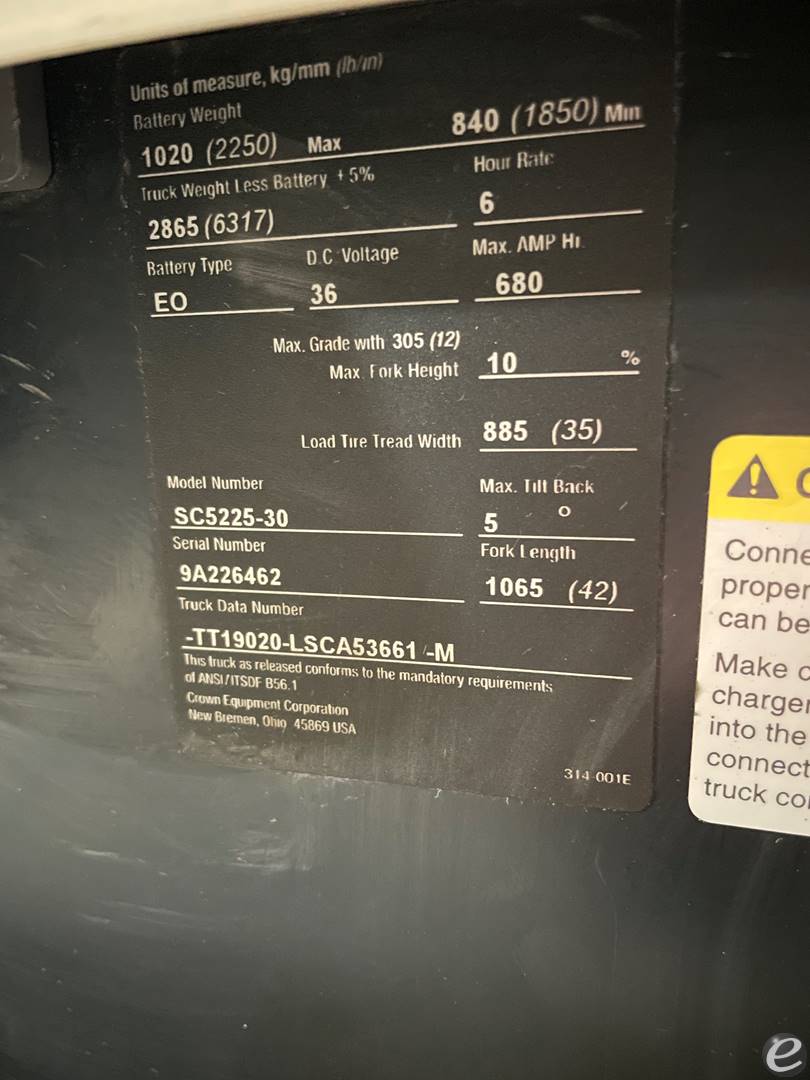 Units of measure, kg/mm (lb/in)
Battery Weight
1020 (2250) Max 840 (1850) Min
Truck Weight Less Battery ± 5% Hour Rate
2865 (6317) 6
Battery Type D.C. Voltage Max. AMP Hr.
EO 36 680
Max. Grade with 305 (12)
Max. Fork Height 10 %
Load Tire Tread Width 885 (35)
Model Number Max. Tilt Back
SC5225-30 5 °
Serial Number Fork Length
9A226462 1065 (42)
Truck Data Number
-TT19020-LSCA53661/-M
This truck as released conforms to the mandatory requirements
of ANSI/ITSDF B56.1
Crown Equipment Corporation
New Bremen, Ohio 45869 USA
314-001E
Conne
proper
can be
Make
charge
into the
connect
truck
e